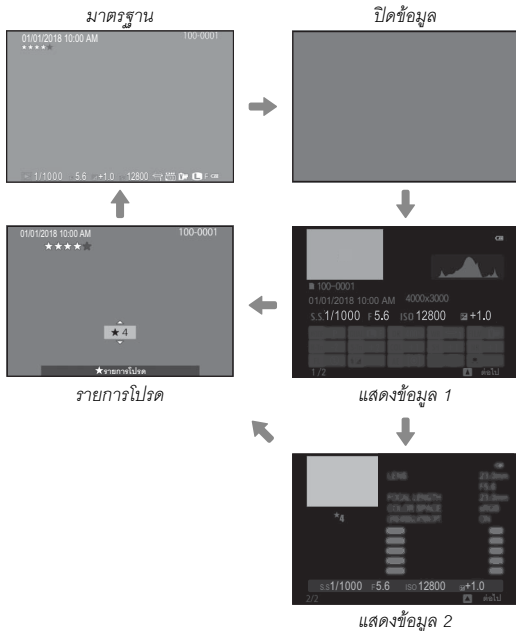 มาตรฐาน
ปิดข้อมูล
01/01/2018 10:00 AM 100-0001
★★★★★
1/1000 5.6 +1.0 12800 F
01/01/2018 10:00 AM 100-0001
★★★★★
★4
★รายการโปรด
รายการโปรด
100-0001
01/01/2018 10:00 AM 4000x3000
S.S.1/1000 F5.6 ISO 12800 +1.0
1/2 ต่อไป
แสดงข้อมูล 1
LENS 23.0mm
F5.6
FOCAL LENGTH 23.0mm
COLOR SPACE sRGB
ON
★4
S.S1/1000 F5.6 ISO 12800 +1.0
2/2 ต่อไป
แสดงข้อมูล 2